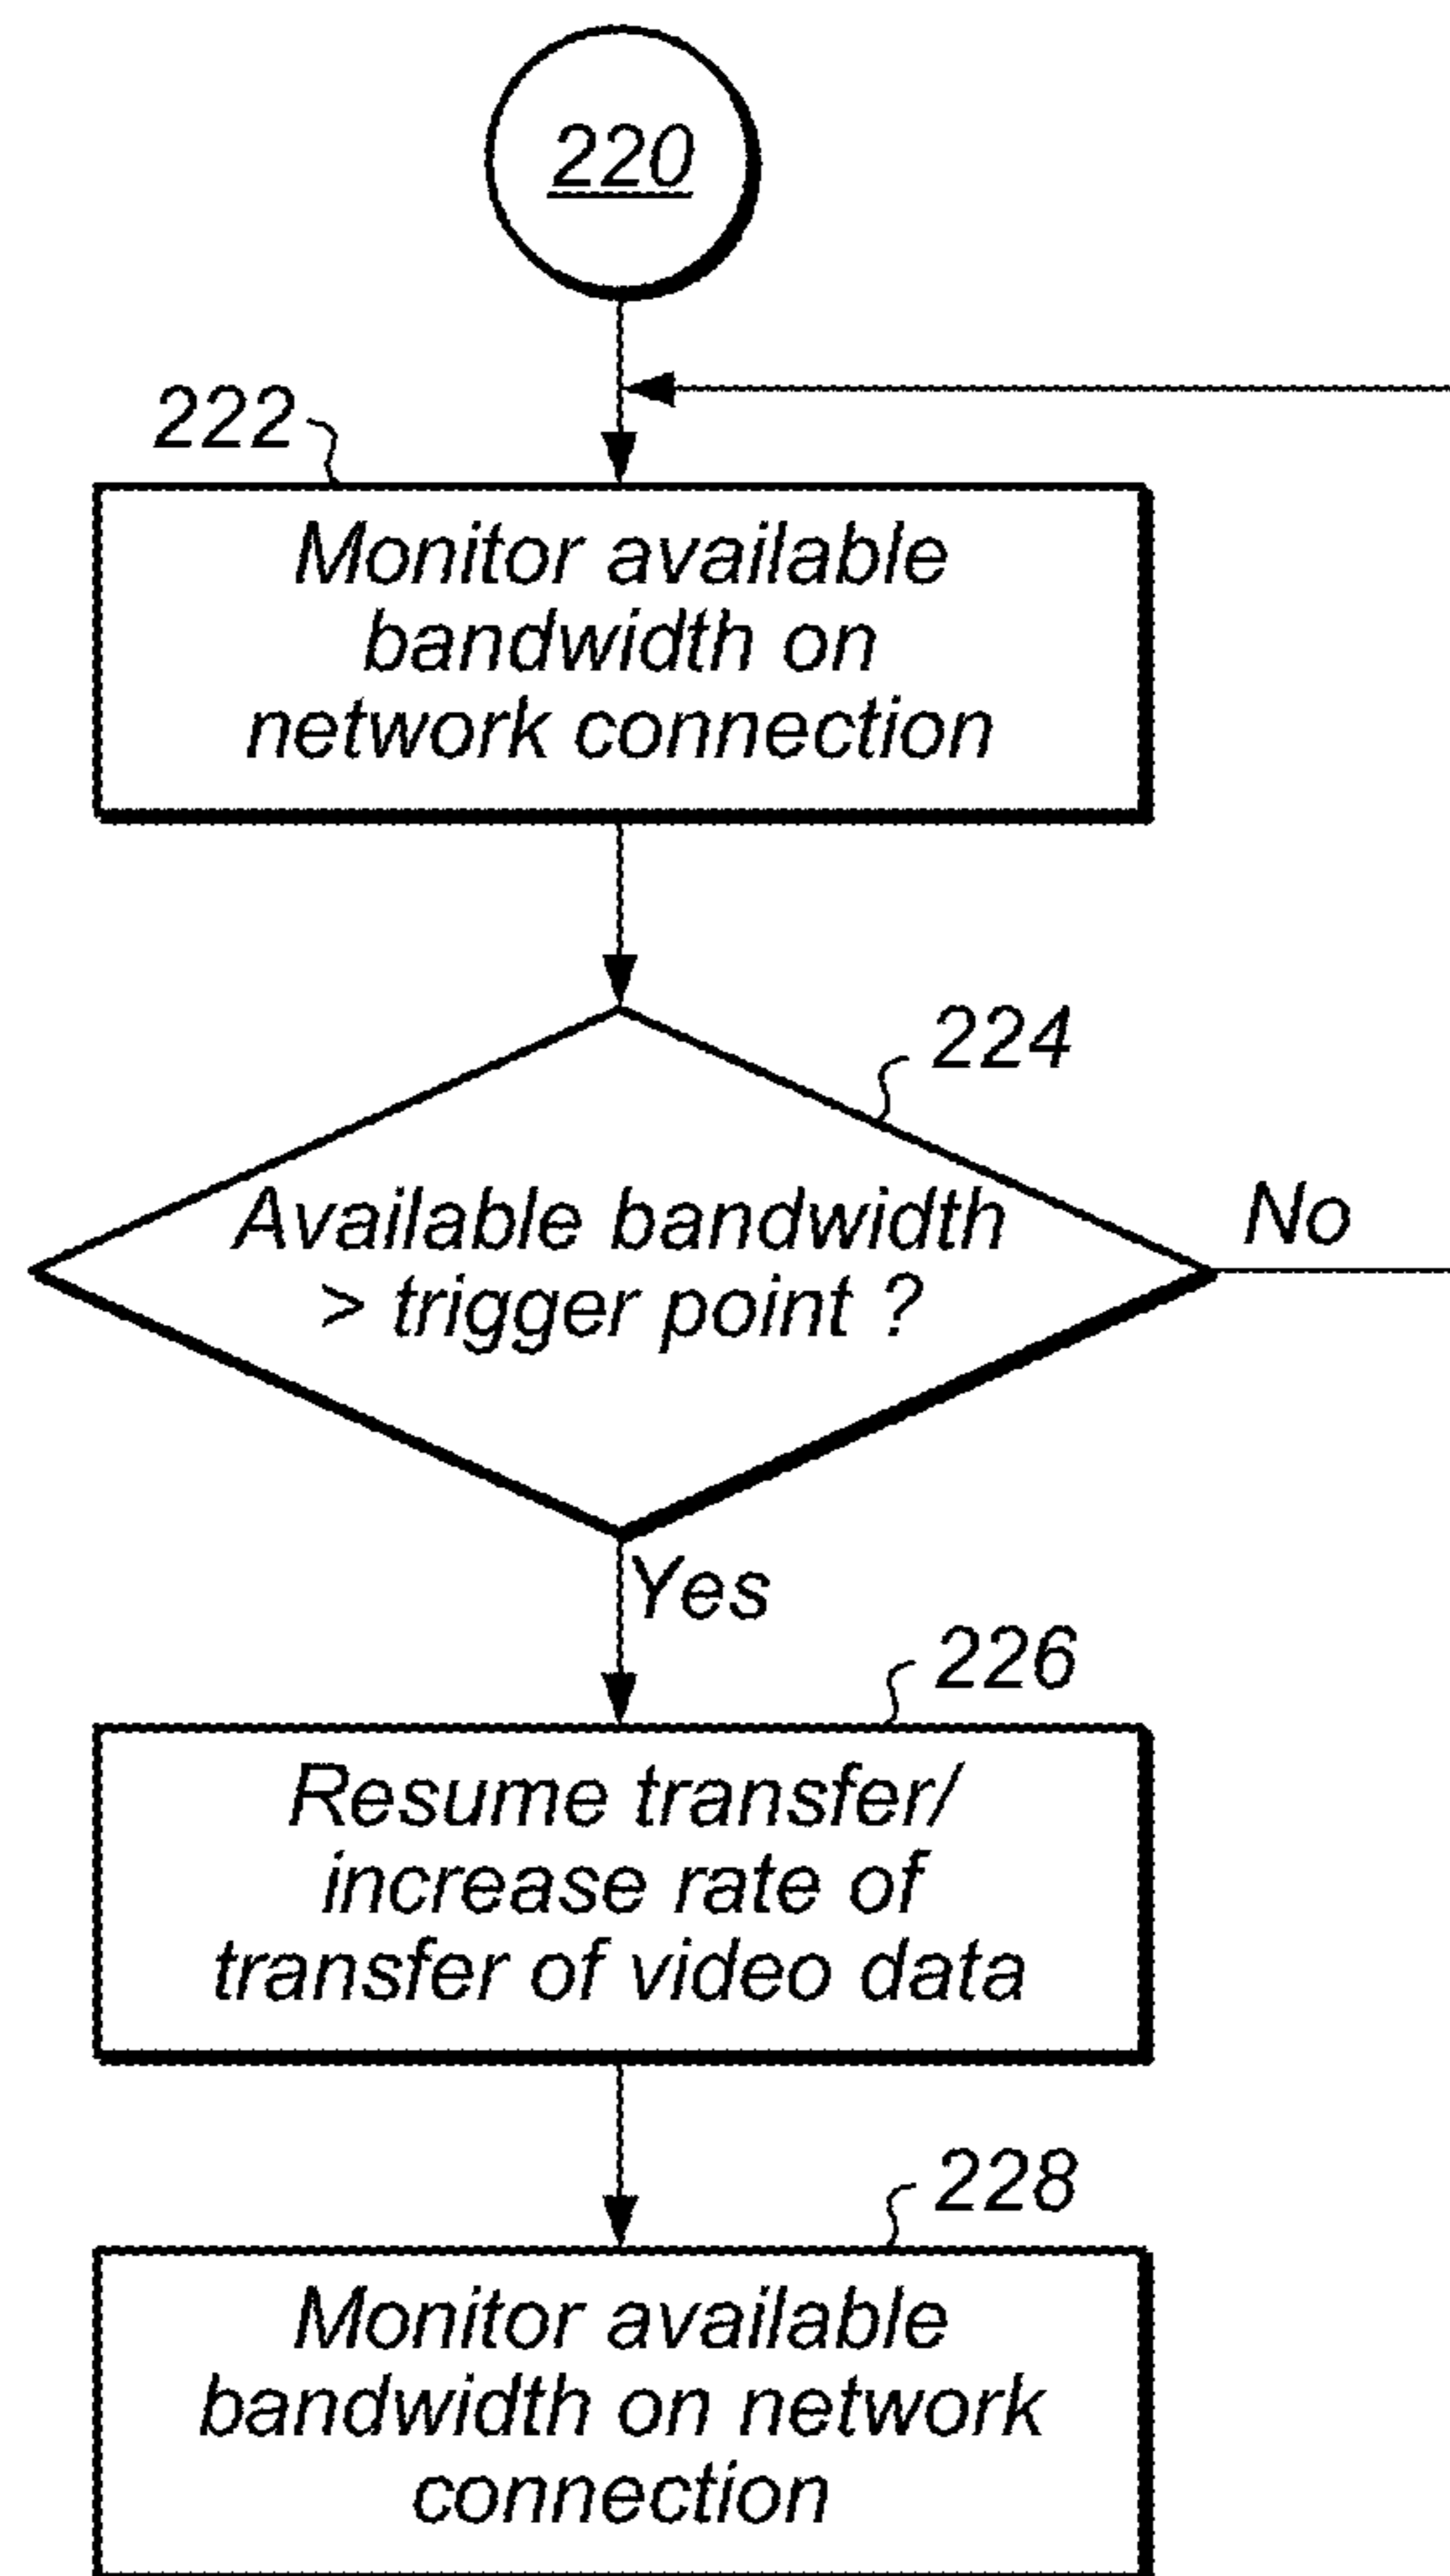 220
222
Monitor available
bandwidth on
network connection
224
Available bandwidth
> trigger point ?
No
Yes
226
Resume transfer/
increase rate of
transfer of video data
228
Monitor available
bandwidth on network
connection